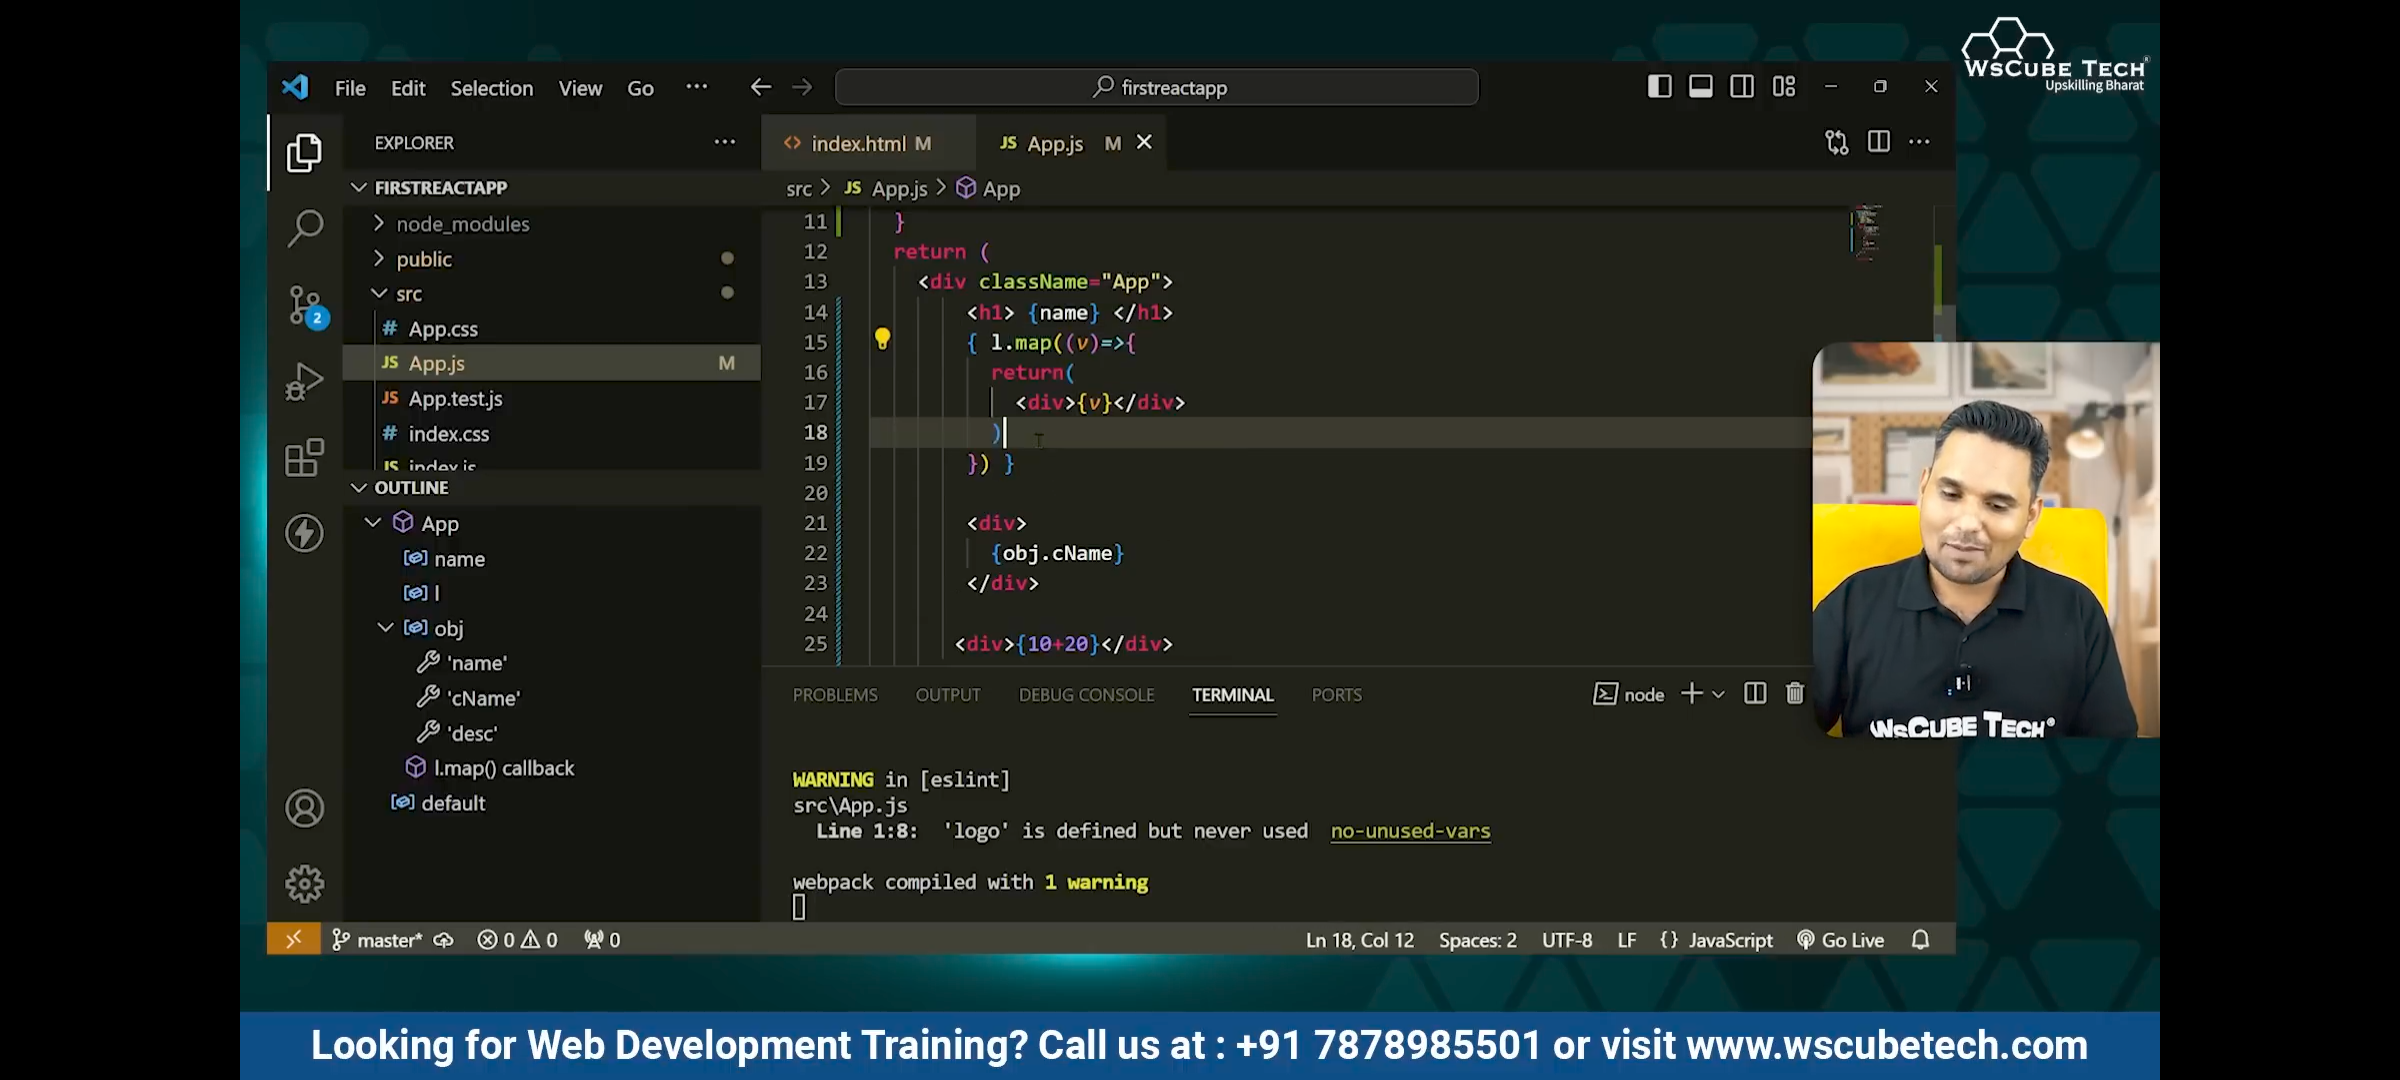 WsCUBE TECH®
Upskilling Bharat
File Edit Selection View Go ··· firstreactapp
EXPLORER ···
FIRSTREACTAPP
node_modules
public
src
# App.css
JS App.js M
JS App.test.js
# index.css
JS index.js
OUTLINE
App
name
l
obj
'name'
'cName'
'desc'
l.map() callback
default
<> index.html M JS App.js M
src > JS App.js > App
11 }
12 return (
13 <div className="App">
14 <h1> {name} </h1>
15 { l.map((v)=>{
16 return(
17 <div>{v}</div>
18 )
19 }) }
20
21 <div>
22 {obj.cName}
23 </div>
24
25 <div>{10+20}</div>
PROBLEMS OUTPUT DEBUG CONSOLE TERMINAL PORTS node
WARNING in [eslint]
src\App.js
Line 1:8: 'logo' is defined but never used no-unused-vars
webpack compiled with 1 warning
2
master* 0 0 0 Ln 18, Col 12 Spaces: 2 UTF-8 LF {} JavaScript Go Live
WsCUBE TECH®
Looking for Web Development Training? Call us at : +91 7878985501 or visit www.wscubetech.com